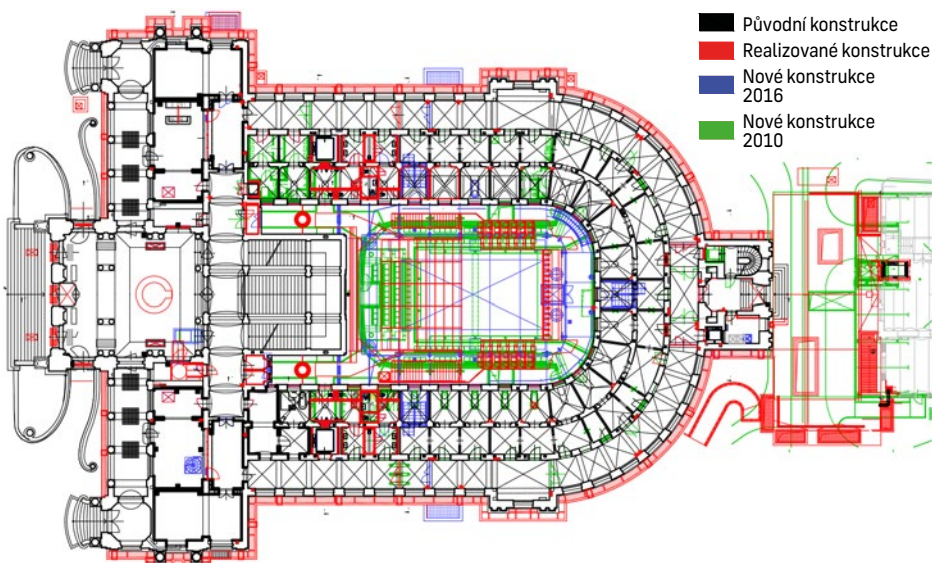 Původní konstrukce
Realizované konstrukce
Nové konstrukce
2016
Nové konstrukce
2010